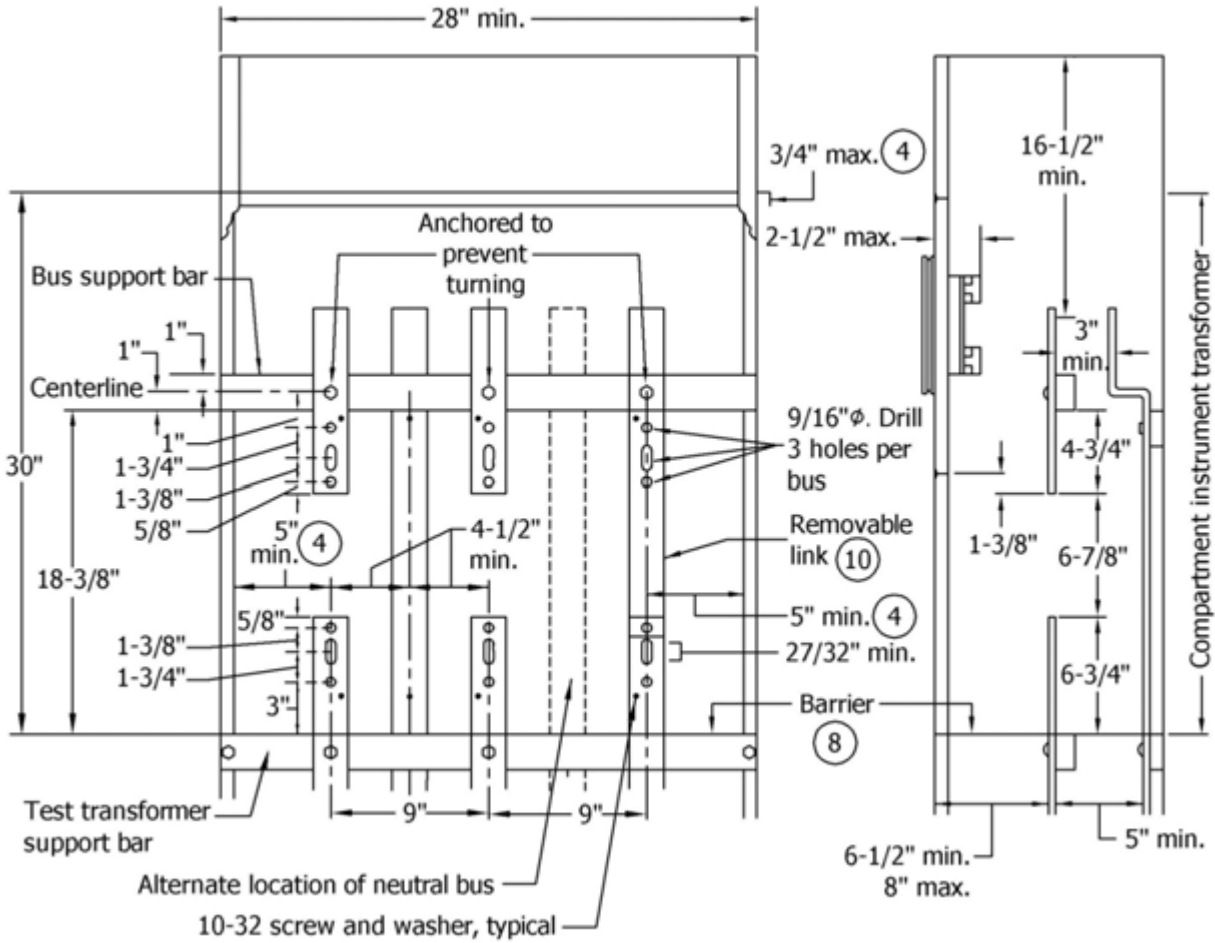 28" min.
3/4" max. 4
16-1/2"
min.
Anchored to
prevent
turning
2-1/2" max.
Bus support bar
1"
1"
3"
min.
Centerline
Compartment instrument transformer
9/16"ø. Drill
3 holes per
bus
1"
1-3/4"
1-3/8"
5/8"
4-3/4"
30"
5"
min. 4
4-1/2"
min.
Removable
link 10
1-3/8"
6-7/8"
18-3/8"
5/8"
1-3/8"
1-3/4"
3"
5" min. 4
27/32" min.
6-3/4"
Barrier
8
Test transformer
support bar
9"
9"
5" min.
6-1/2" min.
8" max.
Alternate location of neutral bus
10-32 screw and washer, typical